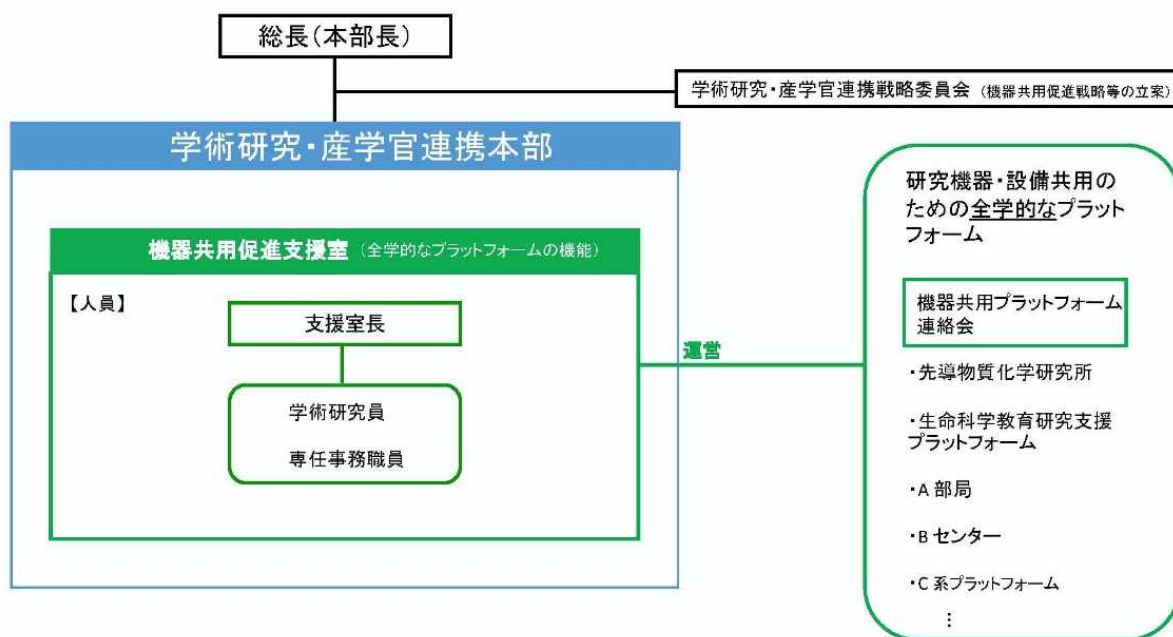 総長（本部長）
学術研究・産学官連携戦略委員会（機器共用促進戦略等の立案）
学術研究・産学官連携本部
機器共用促進支援室（全学的なプラットフォームの機能）
【人員】
支援室長
学術研究員
専任事務職員
運営
研究機器・設備共用の
ための全学的なプラット
フォーム
機器共用プラットフォーム
連絡会
・先導物質化学研究所
・生命科学教育研究支援
プラットフォーム
・A 部局
・B センター
・C 系プラットフォーム
⋮